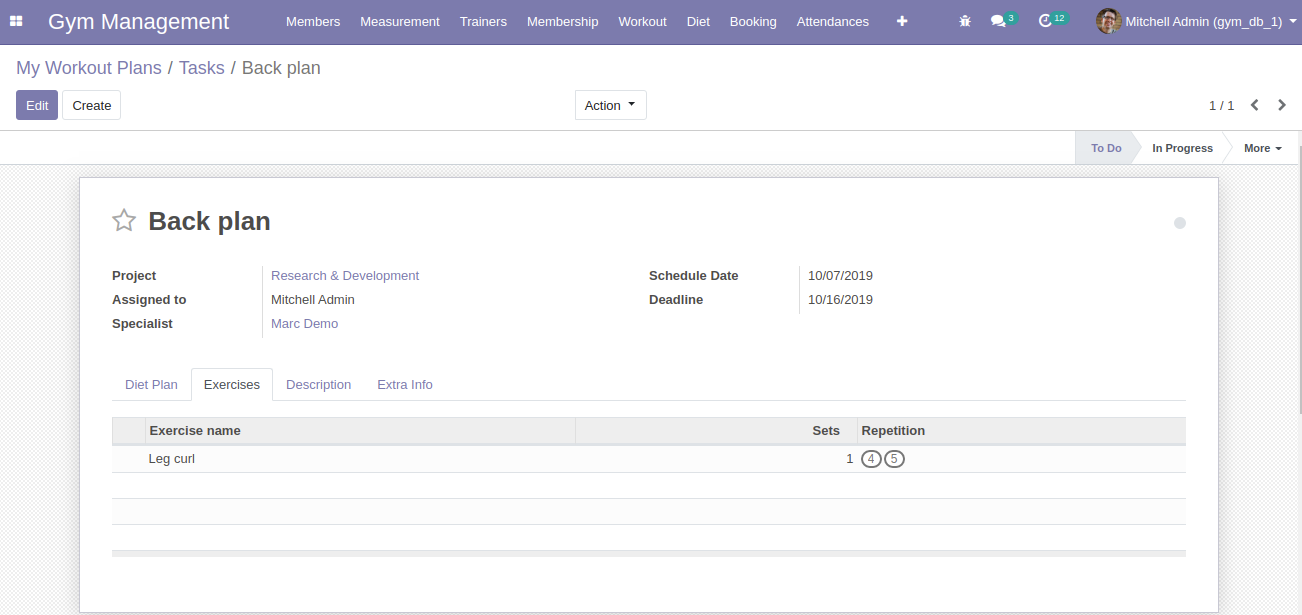 Gym Management Members Measurement Trainers Membership Workout Diet Booking Attendances 3 12 Mitchell Admin (gym_db_1)
My Workout Plans / Tasks / Back plan
Edit Create Action 1 / 1
To Do In Progress More
Back plan
Project Research & Development Schedule Date 10/07/2019
Assigned to Mitchell Admin Deadline 10/16/2019
Specialist Marc Demo
Diet Plan Exercises Description Extra Info
Exercise name Sets Repetition
Leg curl 1 4 5